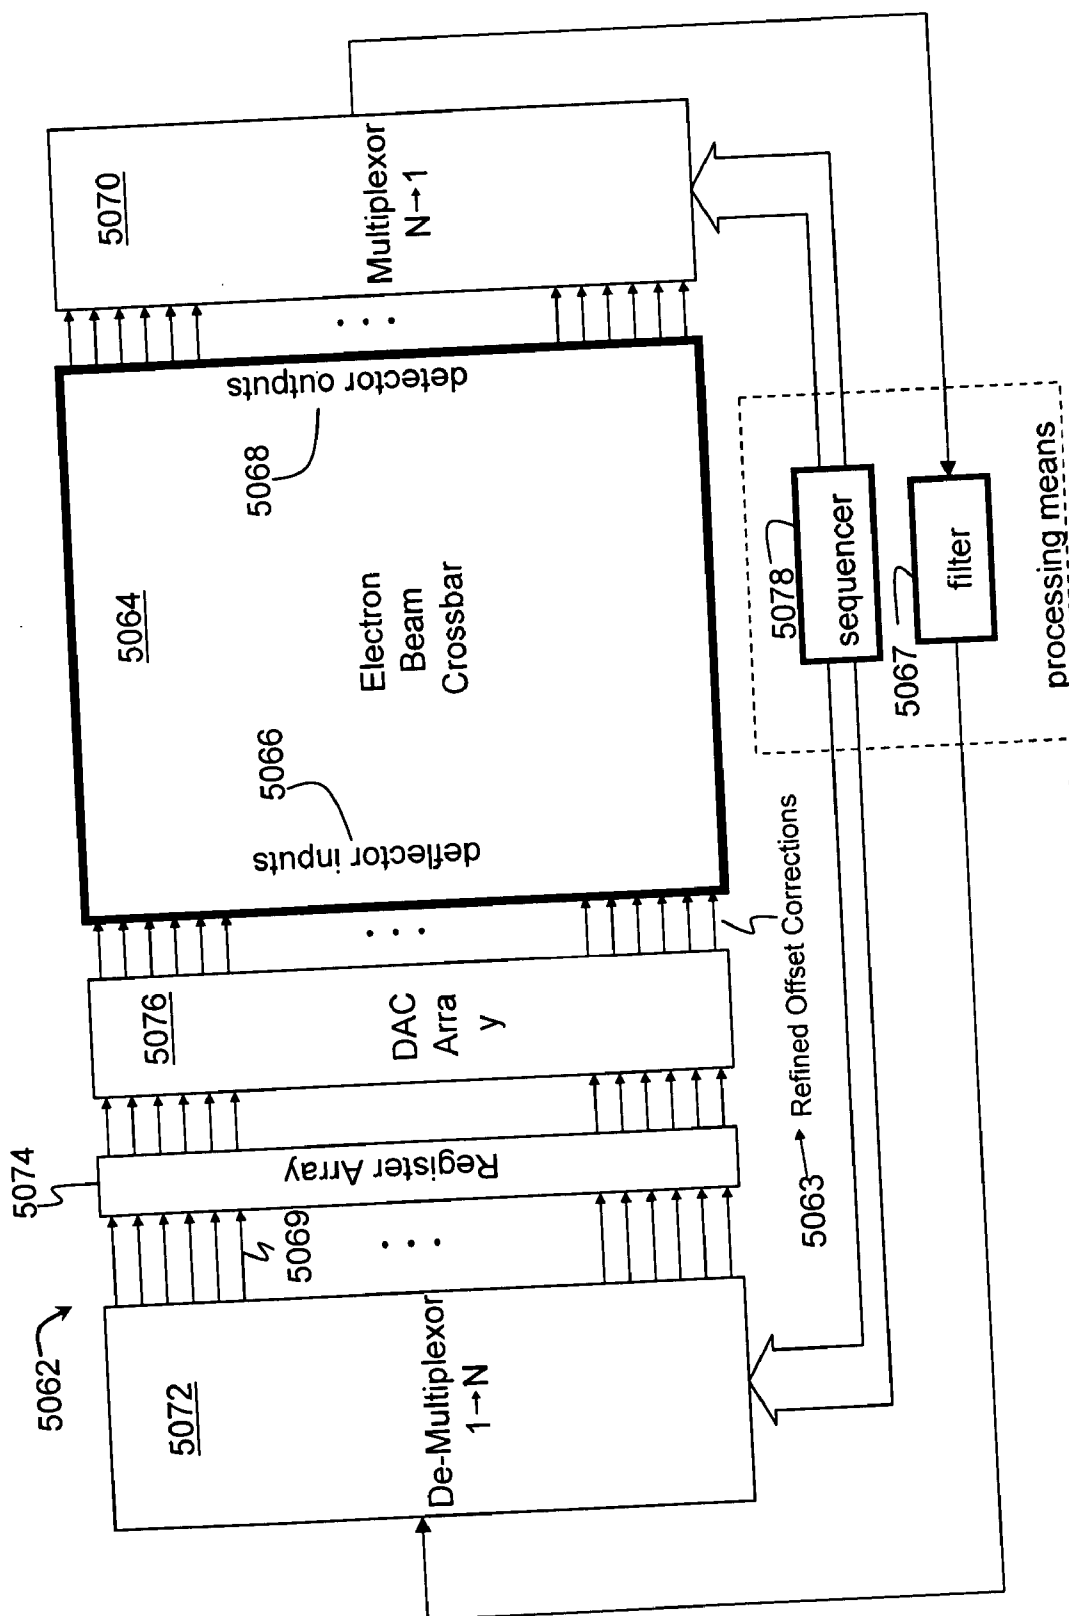 5062
5072
De-Multiplexor
1→N
5069
5074
Register Array
5076
DAC
Arra
y
5066
deflector inputs
5064
Electron
Beam
Crossbar
5068
detector outputs
5070
Multiplexor
N→1
5063 → Refined Offset Corrections
5078
sequencer
5067
filter
processing means